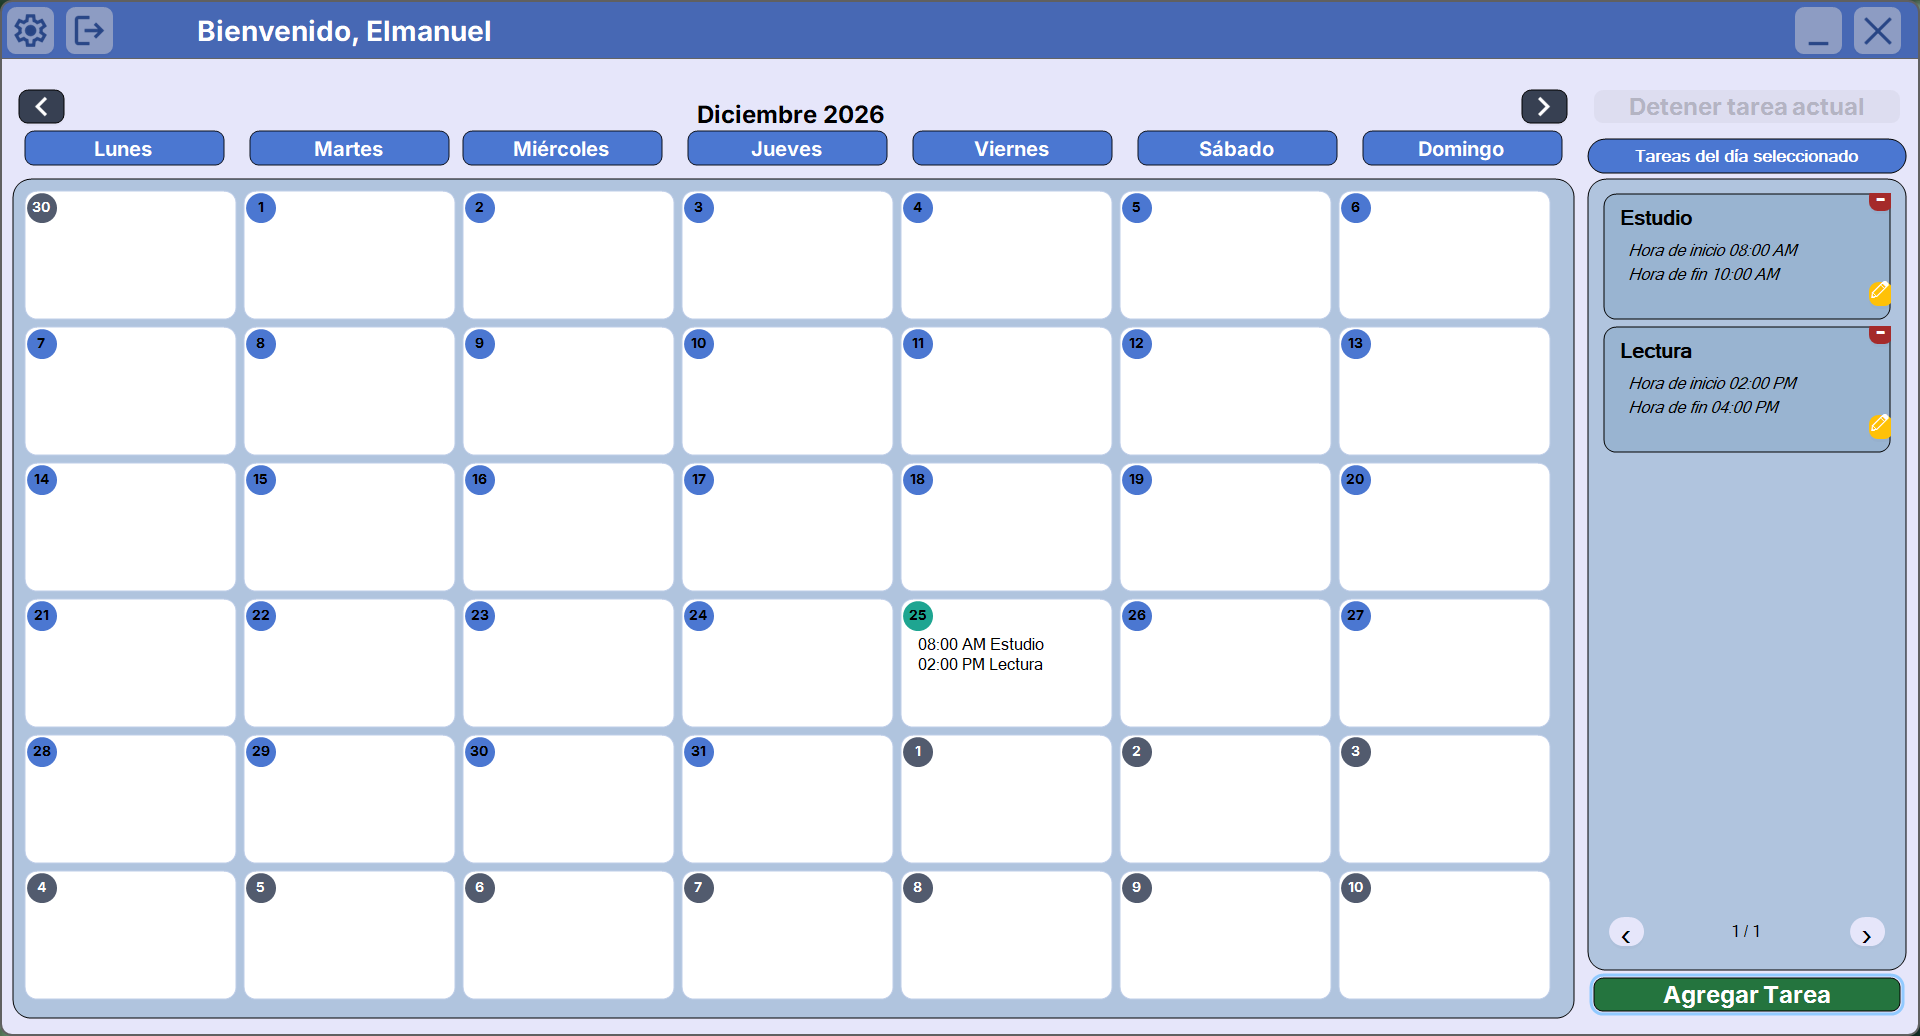 Bienvenido, Elmanuel
Diciembre 2026
Detener tarea actual
Lunes Martes Miércoles Jueves Viernes Sábado Domingo
Tareas del día seleccionado
30 1 2 3 4 5 6
7 8 9 10 11 12 13
14 15 16 17 18 19 20
21 22 23 24 25 26 27
08:00 AM Estudio
02:00 PM Lectura
28 29 30 31 1 2 3
4 5 6 7 8 9 10
Estudio
Hora de inicio 08:00 AM
Hora de fin 10:00 AM
Lectura
Hora de inicio 02:00 PM
Hora de fin 04:00 PM
1 / 1
Agregar Tarea